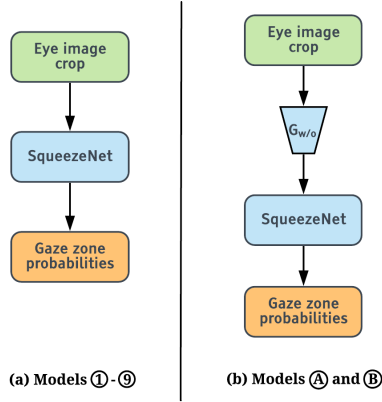 Eye image
crop
SqueezeNet
Gaze zone
probabilities
(a) Models ① - ⑨
Eye image
crop
Gw/o
SqueezeNet
Gaze zone
probabilities
(b) Models Ⓐ and Ⓑ